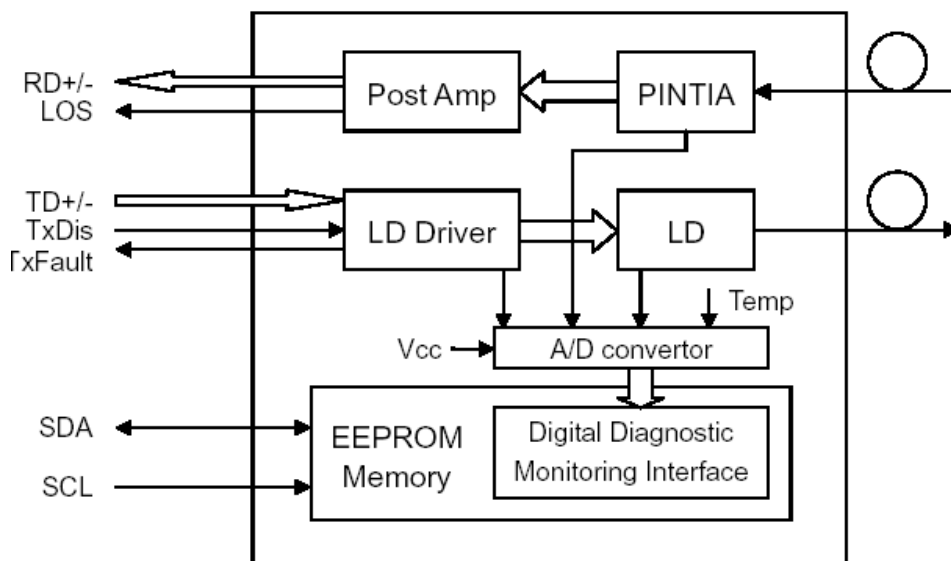 RD+/-
LOS
Post Amp
PINTIA
TD+/-
TxDis
TxFault
LD Driver
LD
Temp
Vcc
A/D convertor
SDA
SCL
EEPROM
Memory
Digital Diagnostic
Monitoring Interface